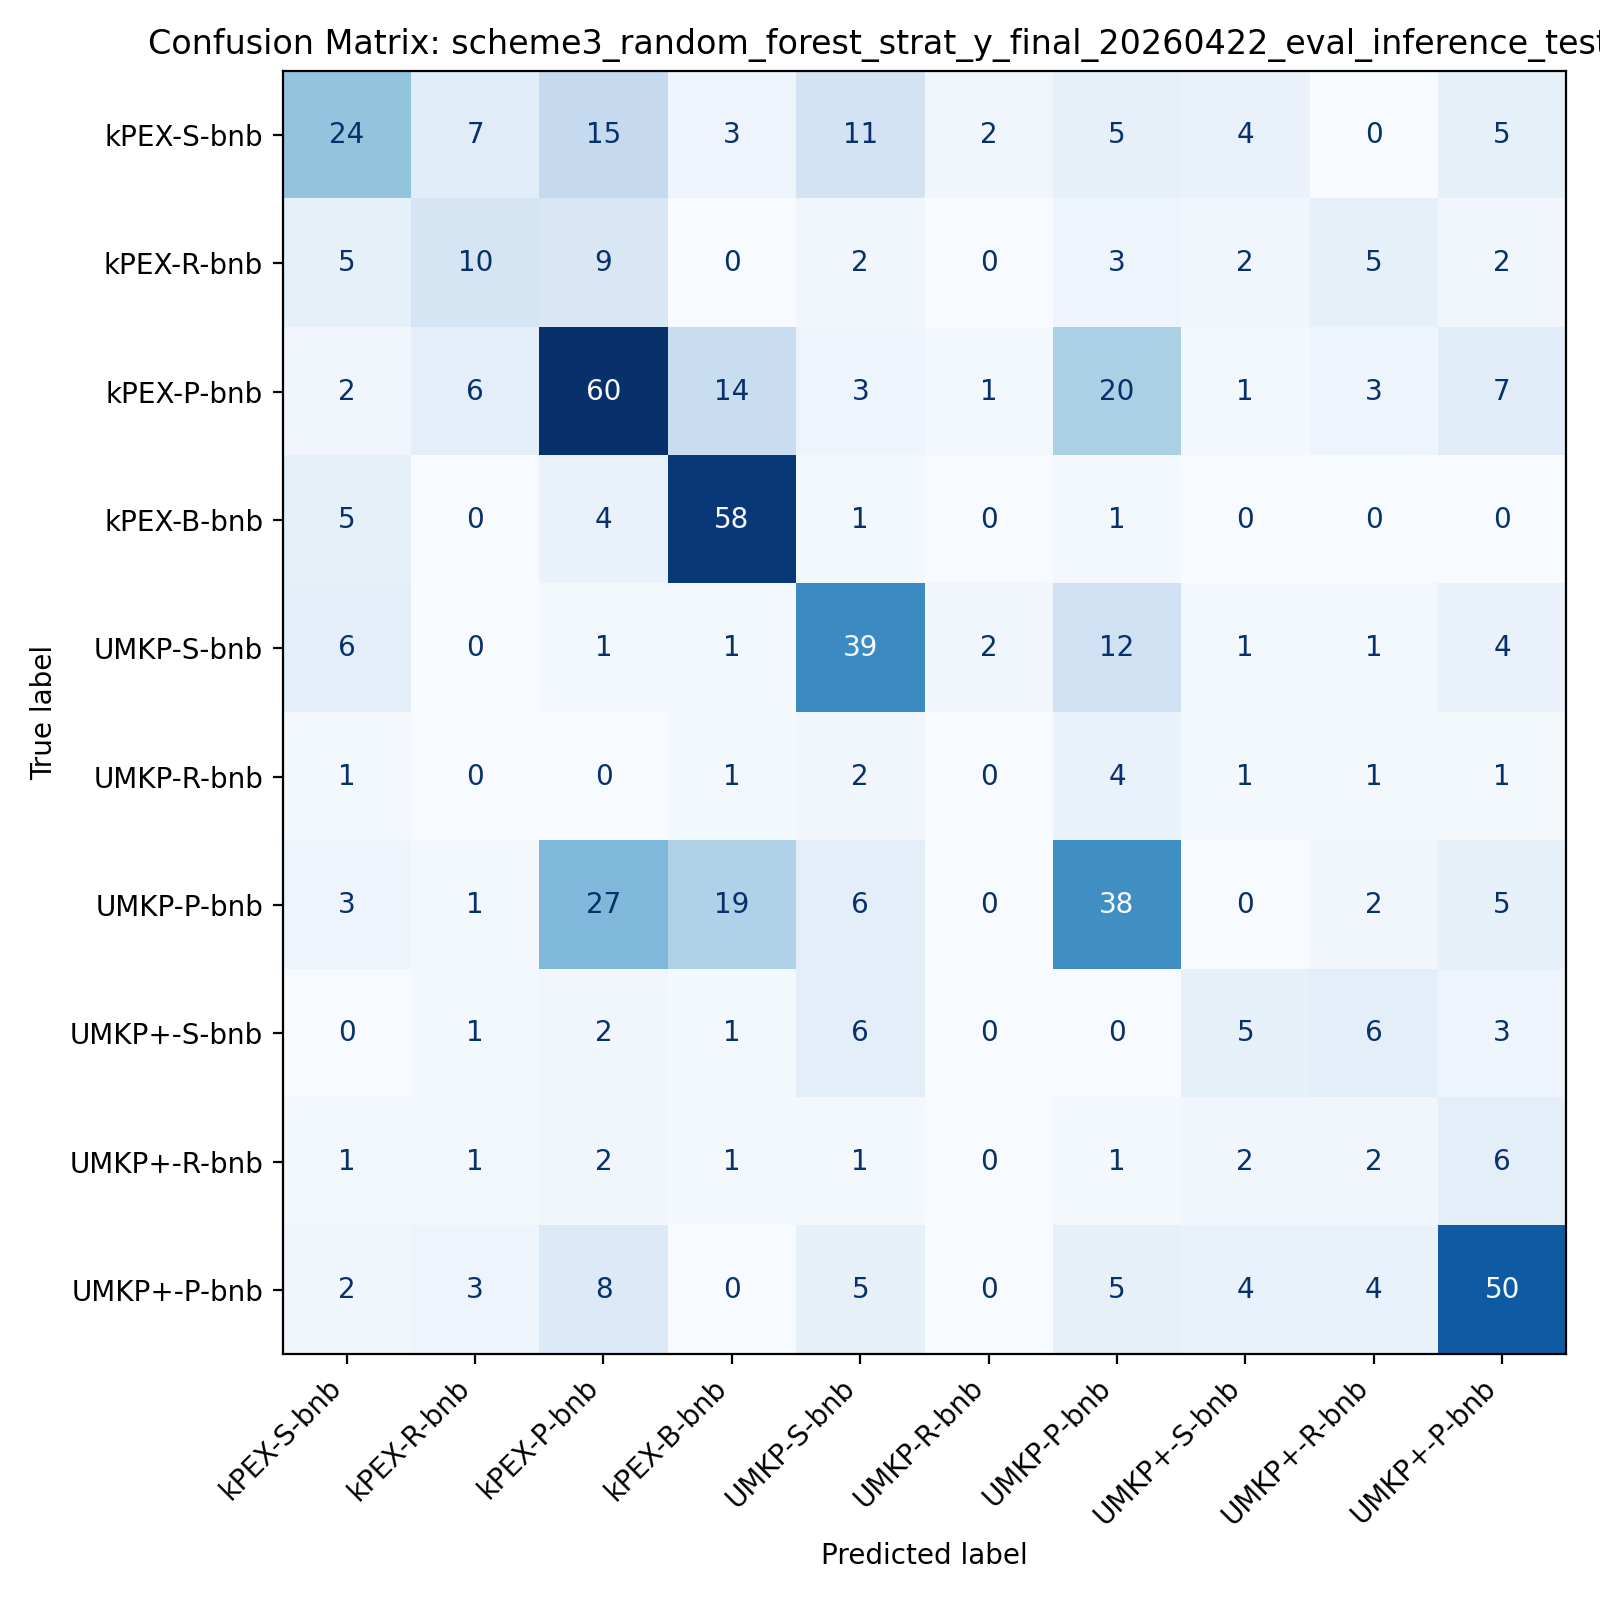 Confusion Matrix: scheme3_random_forest_strat_y_final_20260422_eval_inference_test
kPEX-S-bnb 24 7 15 3 11 2 5 4 0 5
kPEX-R-bnb 5 10 9 0 2 0 3 2 5 2
kPEX-P-bnb 2 6 60 14 3 1 20 1 3 7
kPEX-B-bnb 5 0 4 58 1 0 1 0 0 0
UMKP-S-bnb 6 0 1 1 39 2 12 1 1 4
UMKP-R-bnb 1 0 0 1 2 0 4 1 1 1
UMKP-P-bnb 3 1 27 19 6 0 38 0 2 5
UMKP+-S-bnb 0 1 2 1 6 0 0 5 6 3
UMKP+-R-bnb 1 1 2 1 1 0 1 2 2 6
UMKP+-P-bnb 2 3 8 0 5 0 5 4 4 50
True label
kPEX-S-bnb kPEX-R-bnb kPEX-P-bnb kPEX-B-bnb UMKP-S-bnb UMKP-R-bnb UMKP-P-bnb UMKP+-S-bnb UMKP+-R-bnb UMKP+-P-bnb
Predicted label